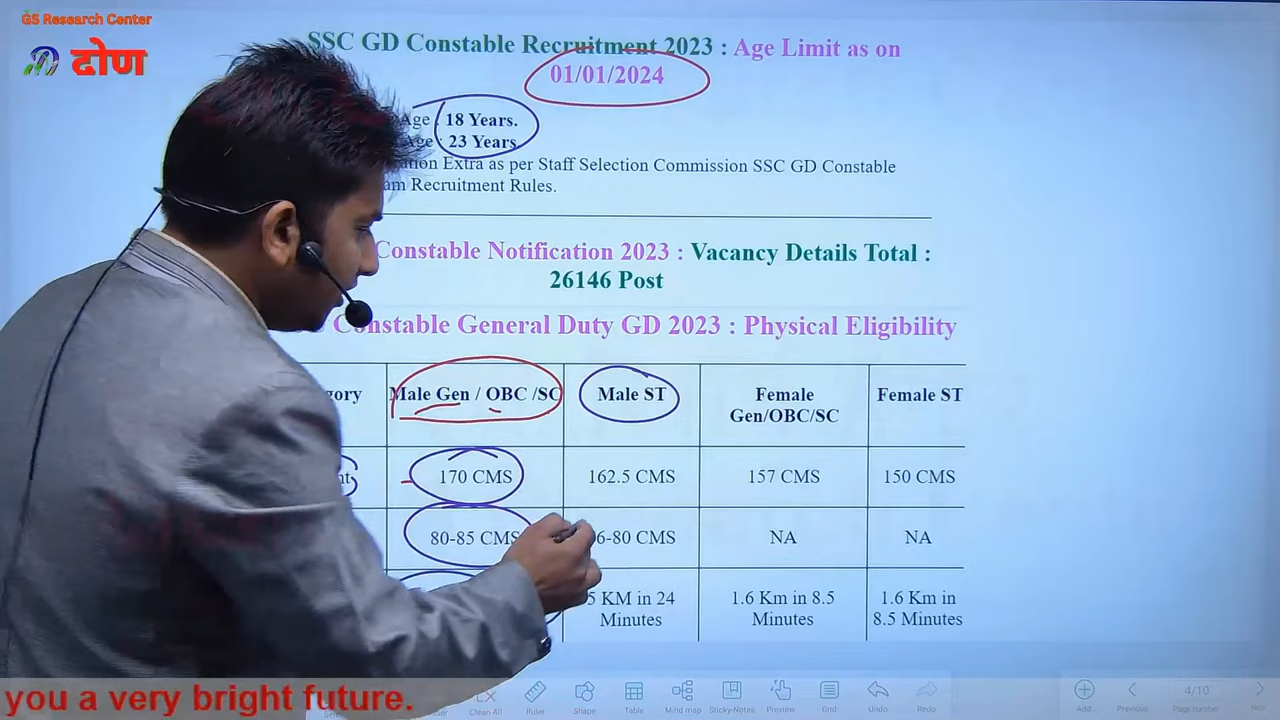 GS Research Center
द्रोण
SSC GD Constable Recruitment 2023 : Age Limit as on
01/01/2024
Age : 18 Years.
Age : 23 Years
Extra as per Staff Selection Commission SSC GD Constable
Recruitment Rules.
Constable Notification 2023 : Vacancy Details Total :
26146 Post
Constable General Duty GD 2023 : Physical Eligibility
Male Gen / OBC /SC
Male ST
Female
Gen/OBC/SC
Female ST
170 CMS
162.5 CMS
157 CMS
150 CMS
80-85 CMS
6-80 CMS
NA
NA
5 KM in 24
Minutes
1.6 Km in 8.5
Minutes
1.6 Km in
8.5 Minutes
you a very bright future.
Clean All
Ruler
Shape
Table
Mind map
Sticky-Notes
Preview
Grid
Undo
Redo
Add
Previous
4/10
Page number
Next